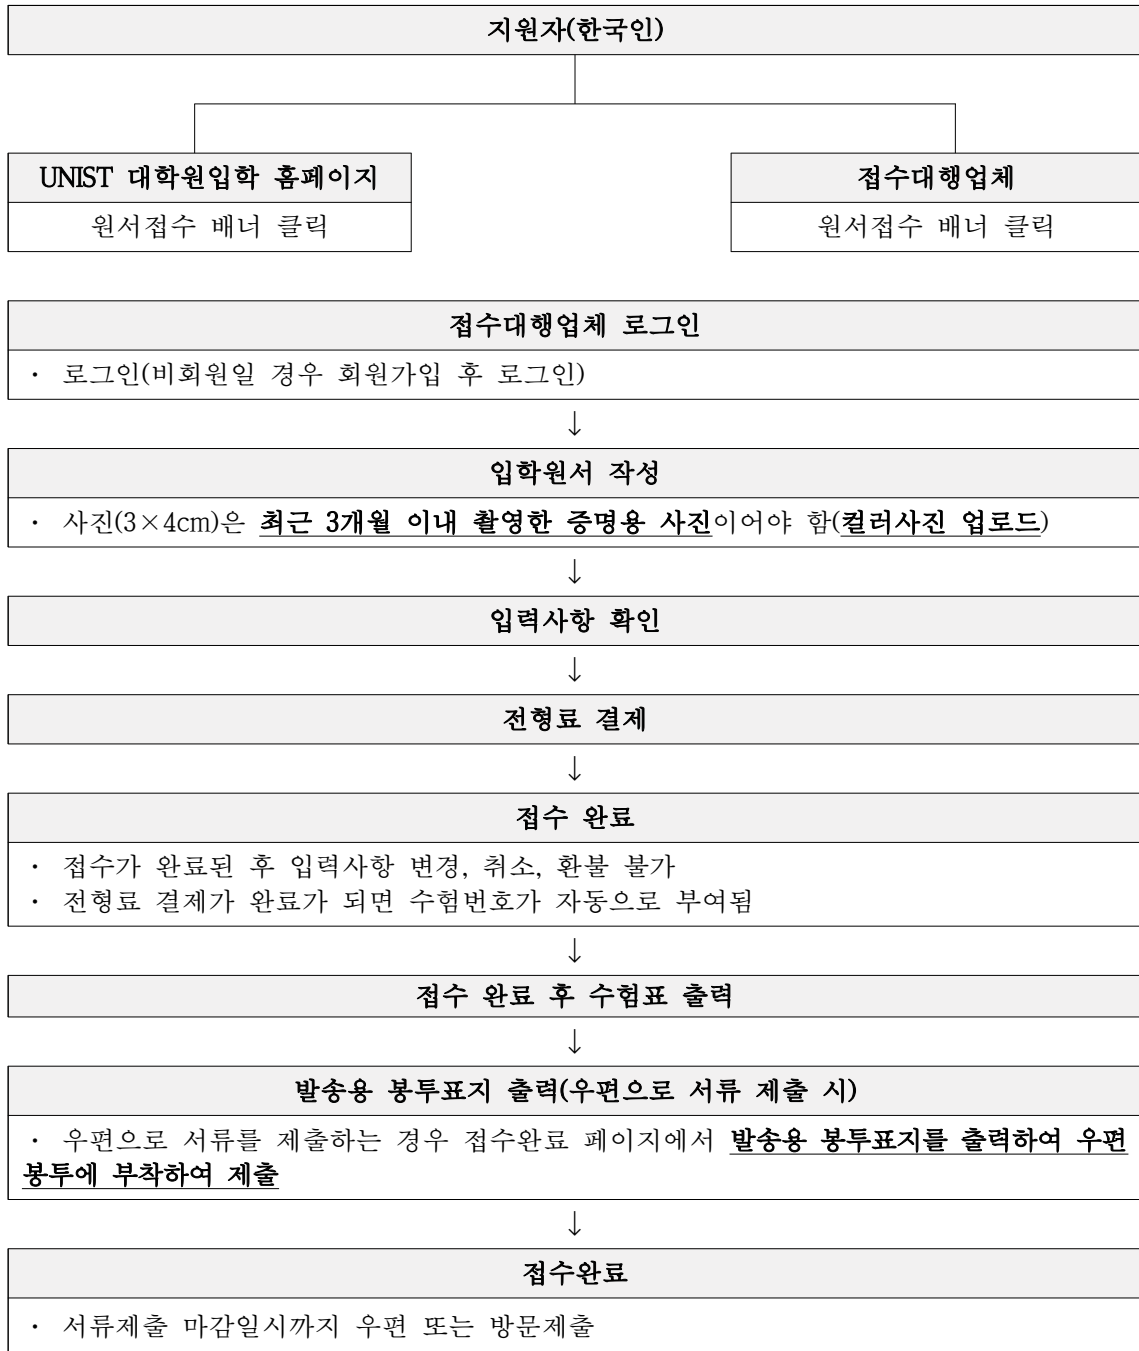 지원자(한국인)
UNIST 대학원입학 홈페이지
원서접수 배너 클릭
접수대행업체
원서접수 배너 클릭
접수대행업체 로그인
· 로그인(비회원일 경우 회원가입 후 로그인)
↓
입학원서 작성
· 사진(3×4cm)은 최근 3개월 이내 촬영한 증명용 사진이어야 함(컬러사진 업로드)
↓
입력사항 확인
↓
전형료 결제
↓
접수 완료
· 접수가 완료된 후 입력사항 변경, 취소, 환불 불가
· 전형료 결제가 완료가 되면 수험번호가 자동으로 부여됨
↓
접수 완료 후 수험표 출력
↓
발송용 봉투표지 출력(우편으로 서류 제출 시)
· 우편으로 서류를 제출하는 경우 접수완료 페이지에서 발송용 봉투표지를 출력하여 우편
봉투에 부착하여 제출
↓
접수완료
· 서류제출 마감일시까지 우편 또는 방문제출